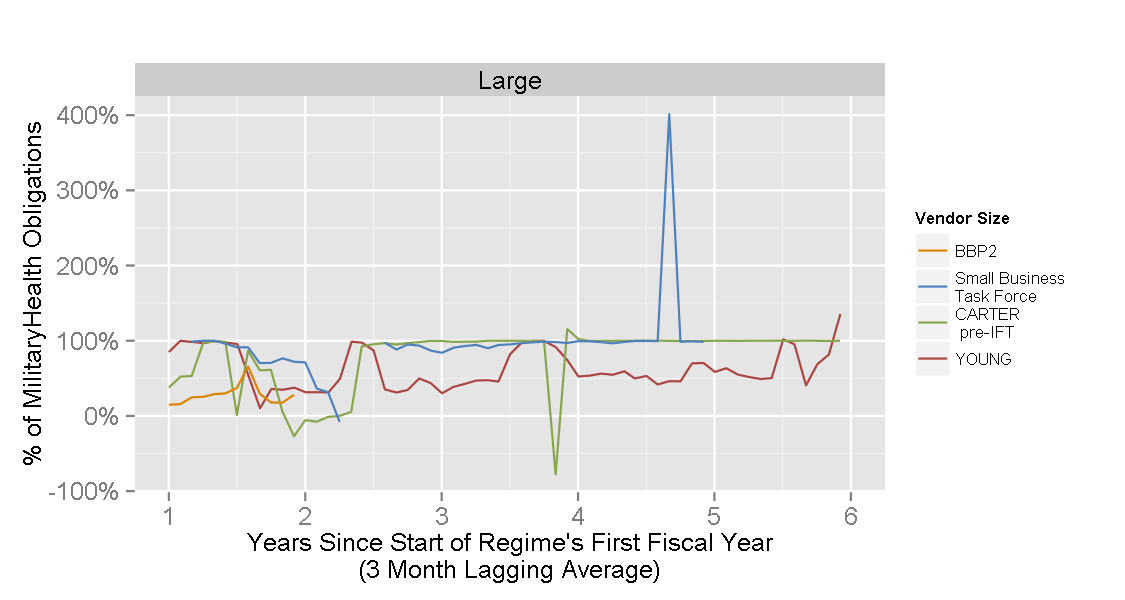 Large
% of MilitaryHealth Obligations
400%
300%
200%
100%
0%
-100%
1 2 3 4 5 6
Years Since Start of Regime's First Fiscal Year
(3 Month Lagging Average)
Vendor Size
BBP2
Small Business
Task Force
CARTER
pre-IFT
YOUNG